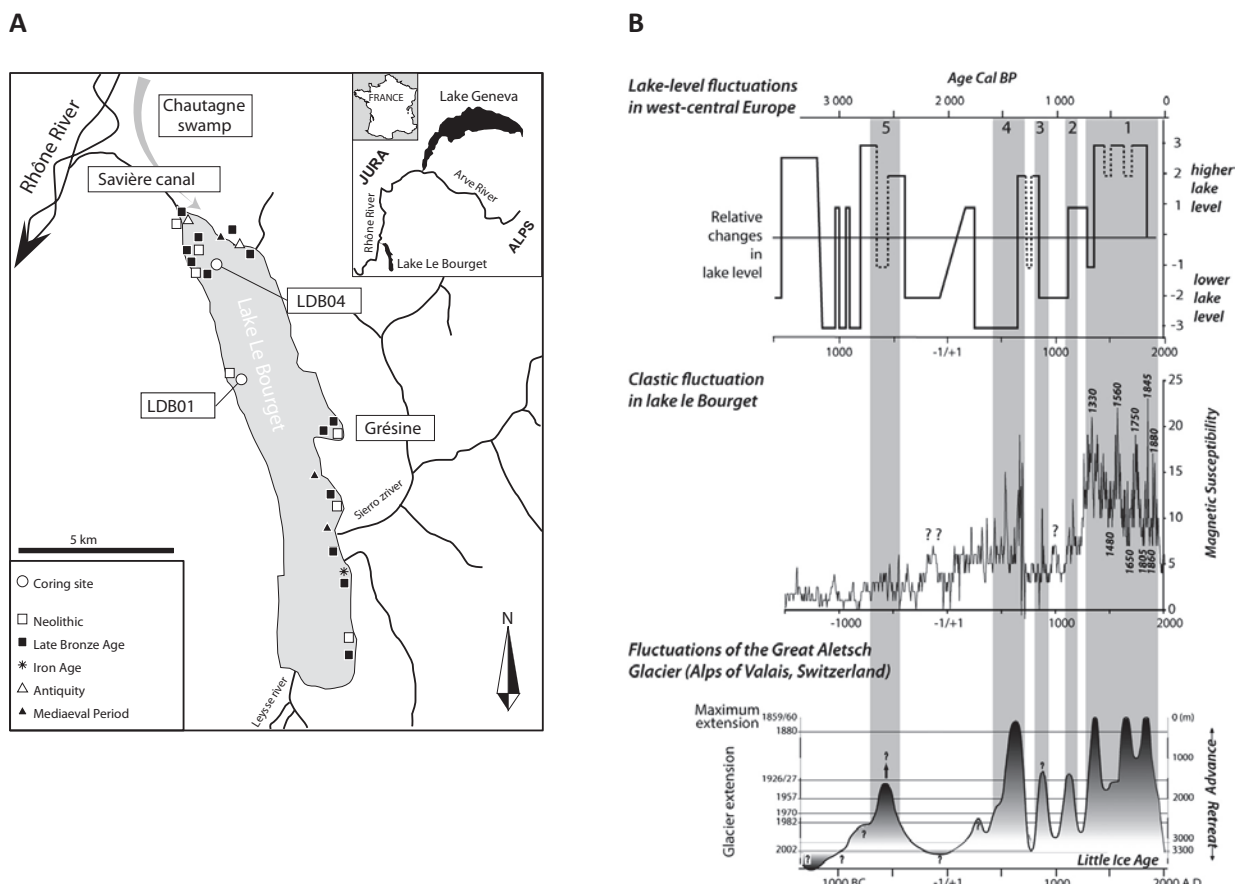 A
Rhône River
Chautagne
swamp
Savière canal
FRANCE
Lake Geneva
JURA
Arve River
Rhône River
ALPS
Lake Le Bourget
LDB04
Lake Le Bourget
LDB01
Grésine
Sierro zriver
5 km
Coring site
Neolithic
Late Bronze Age
Iron Age
Antiquity
Mediaeval Period
Leysse river
N
B
Lake-level fluctuations
in west-central Europe
Age Cal BP
3 000 2 000 1 000 0
5 4 3 2 1
Relative
changes
in
lake level
3
2
1
-1
-2
-3
higher
lake
level
lower
lake
level
1000 -1/+1 1000 2000
Clastic fluctuation
in lake le Bourget
25
20
15
10
5
0
Magnetic Susceptibility
1330
1560
1750
1845
1880
1480
1650
1805
1860
? ?
?
-1000 -1/+1 1000 2000
Fluctuations of the Great Aletsch
Glacier (Alps of Valais, Switzerland)
Maximum
extension
1859/60
1880
1926/27
1957
1970
1982
2002
Glacier extension
0 (m)
1000
2000
3000
3300
Advance
Retreat
? ? ? ? ? ? ? ?
Little Ice Age
1000 BC -1/+1 1000 2000 A.D.